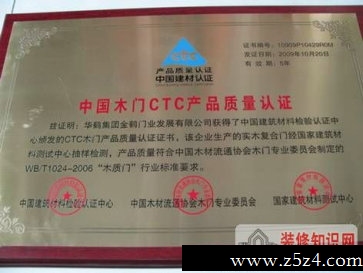 CTC
产品质量认证
中国建材认证
证书编号：10909P10429R0M
发证日期：2009年10月20日
有 效 期：5年
中国木门CTC产品质量认证
兹证明：华鹤集团金鹤门业发展有限公司获得了中国建筑材料检验认证中
心颁发的CTC木门产品质量认证证书。该企业生产的实木复合门经国家建筑材
料测试中心抽样检测，产品质量符合中国木材流通协会木门专业委员会制定的
WB/T1024-2006“木质门”行业标准要求。
中国建筑材料检验认证中心 中国木材流通协会木门专业委员会 国家建筑材料测试中心
装修知识网
www.z5z4.com